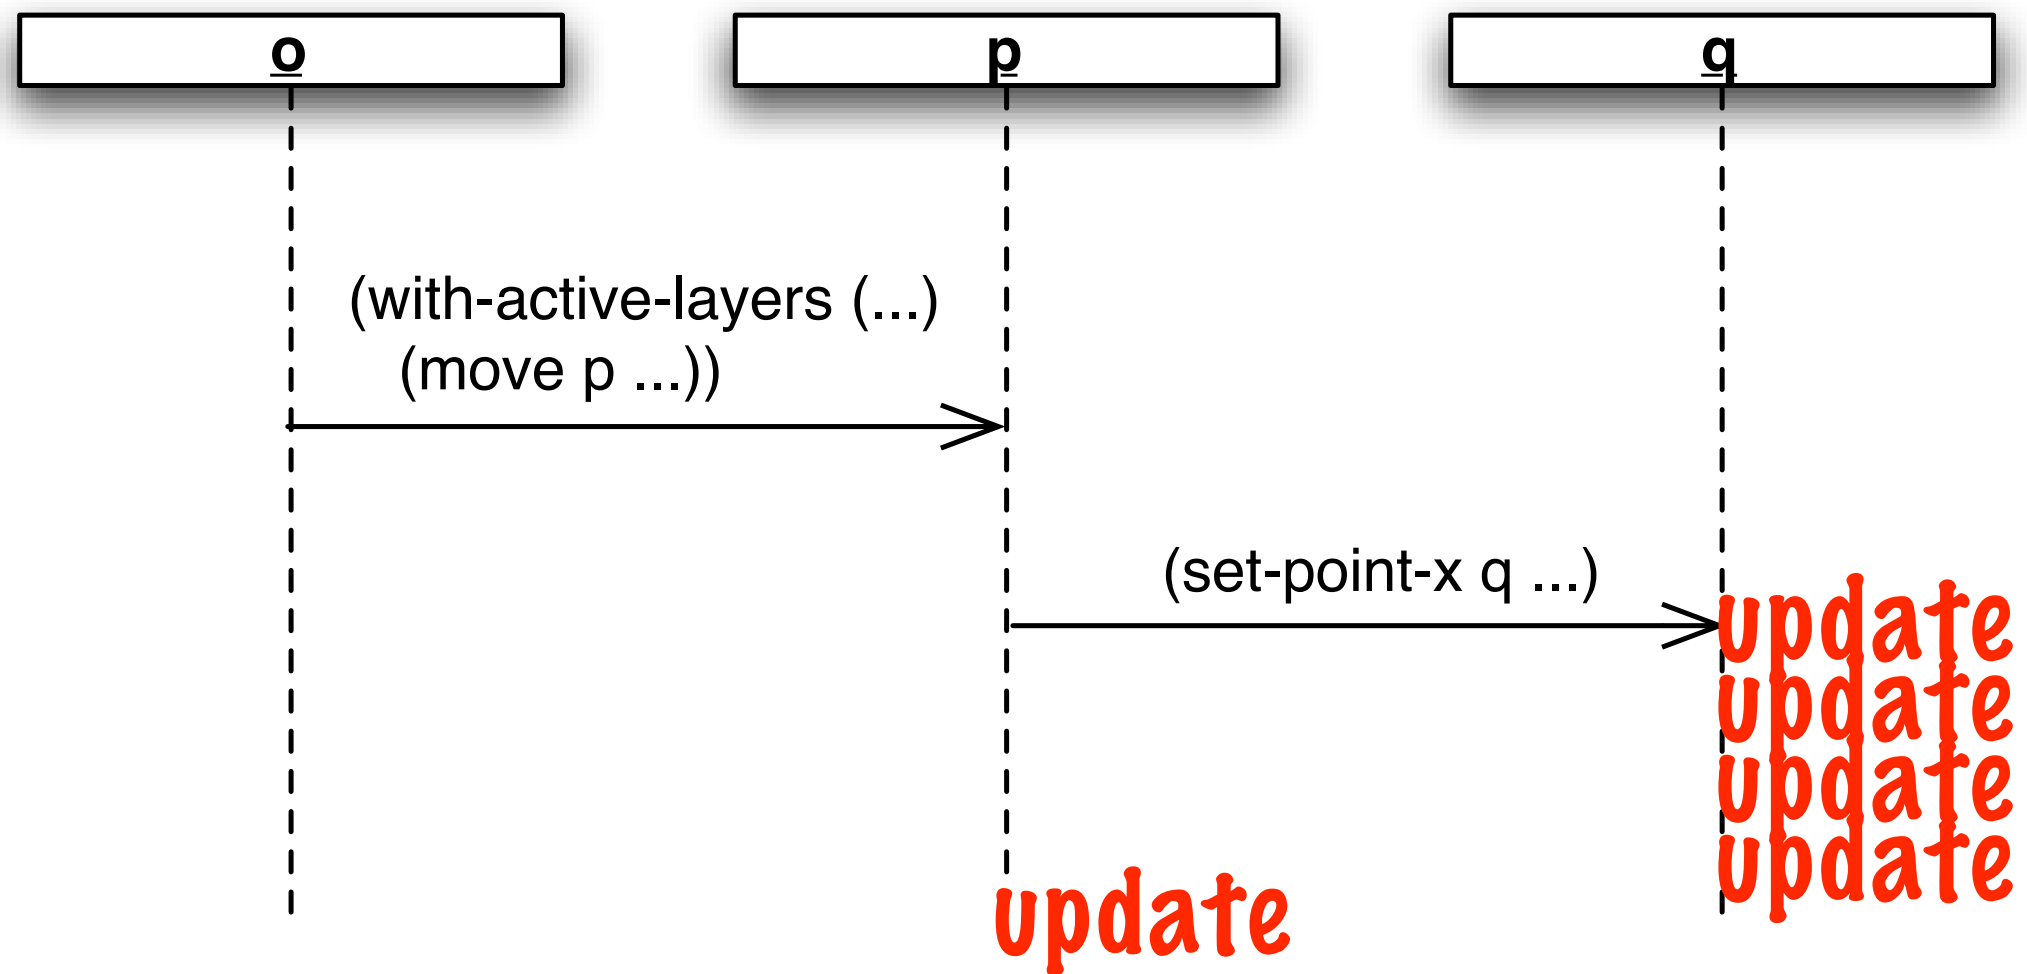 o
p
q
(with-active-layers (...)
(move p ...))
(set-point-x q ...)
update
update
update
update
update